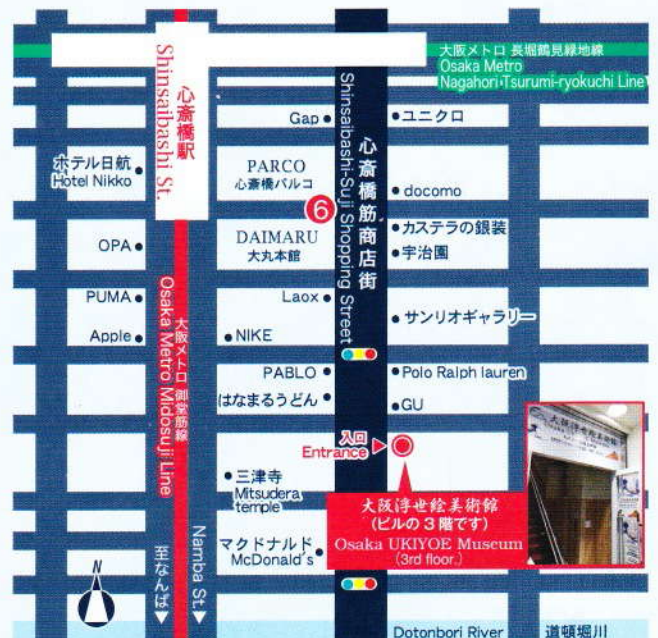 大阪メトロ 長堀鶴見緑地線
Osaka Metro
Nagahori-Tsurumi-ryokuchi Line
心斎橋駅
Shinsaibashi St.
Gap
ユニクロ
ホテル日航
Hotel Nikko
PARCO
心斎橋パルコ
docomo
6
心斎橋筋商店街
Shinsaibashi-Suji Shopping Street
OPA
DAIMARU
大丸本館
カステラの銀装
宇治園
PUMA
Laox
サンリオギャラリー
Apple
NIKE
大阪メトロ 御堂筋線
Osaka Metro Midosuji Line
PABLO
Polo Ralph lauren
はなまるうどん
GU
入口
Entrance
大阪浮世絵美術館
三津寺
Mitsudera
temple
大阪浮世絵美術館
(ビルの3階です)
Osaka UKIYOE Museum
(3rd floor.)
マクドナルド
McDonald's
N
至なんば
Namba St.
Dotonbori River
道頓堀川